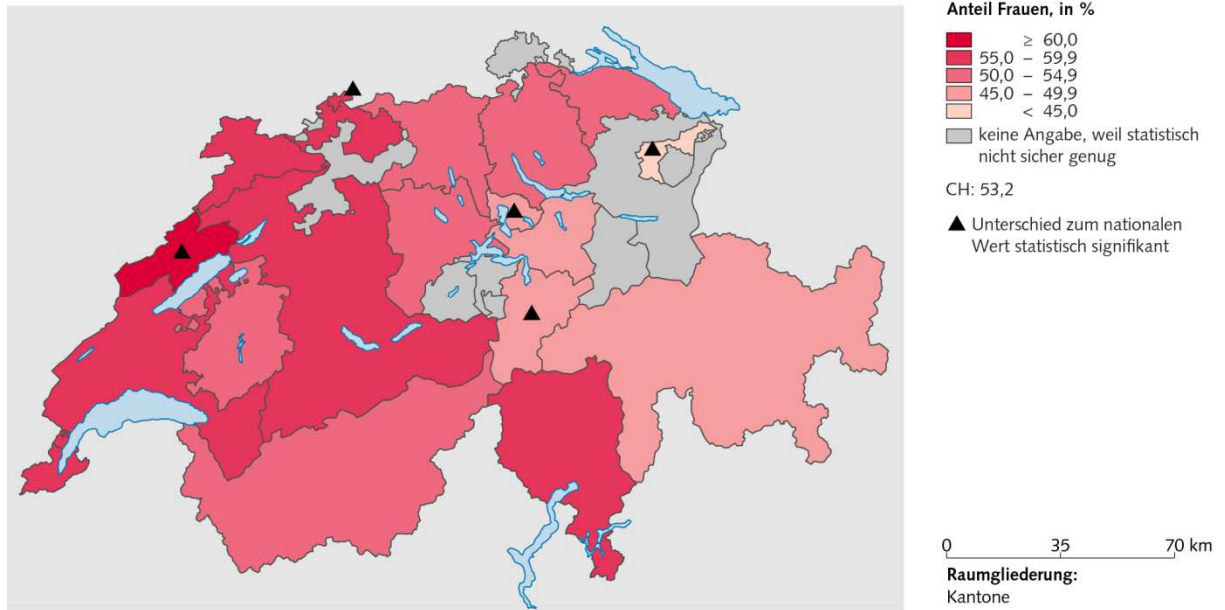 Anteil Frauen, in %
≥ 60,0
55,0 – 59,9
50,0 – 54,9
45,0 – 49,9
< 45,0
keine Angabe, weil statistisch
nicht sicher genug
CH: 53,2
▲ Unterschied zum nationalen
Wert statistisch signifikant
0 35 70 km
Raumgliederung:
Kantone